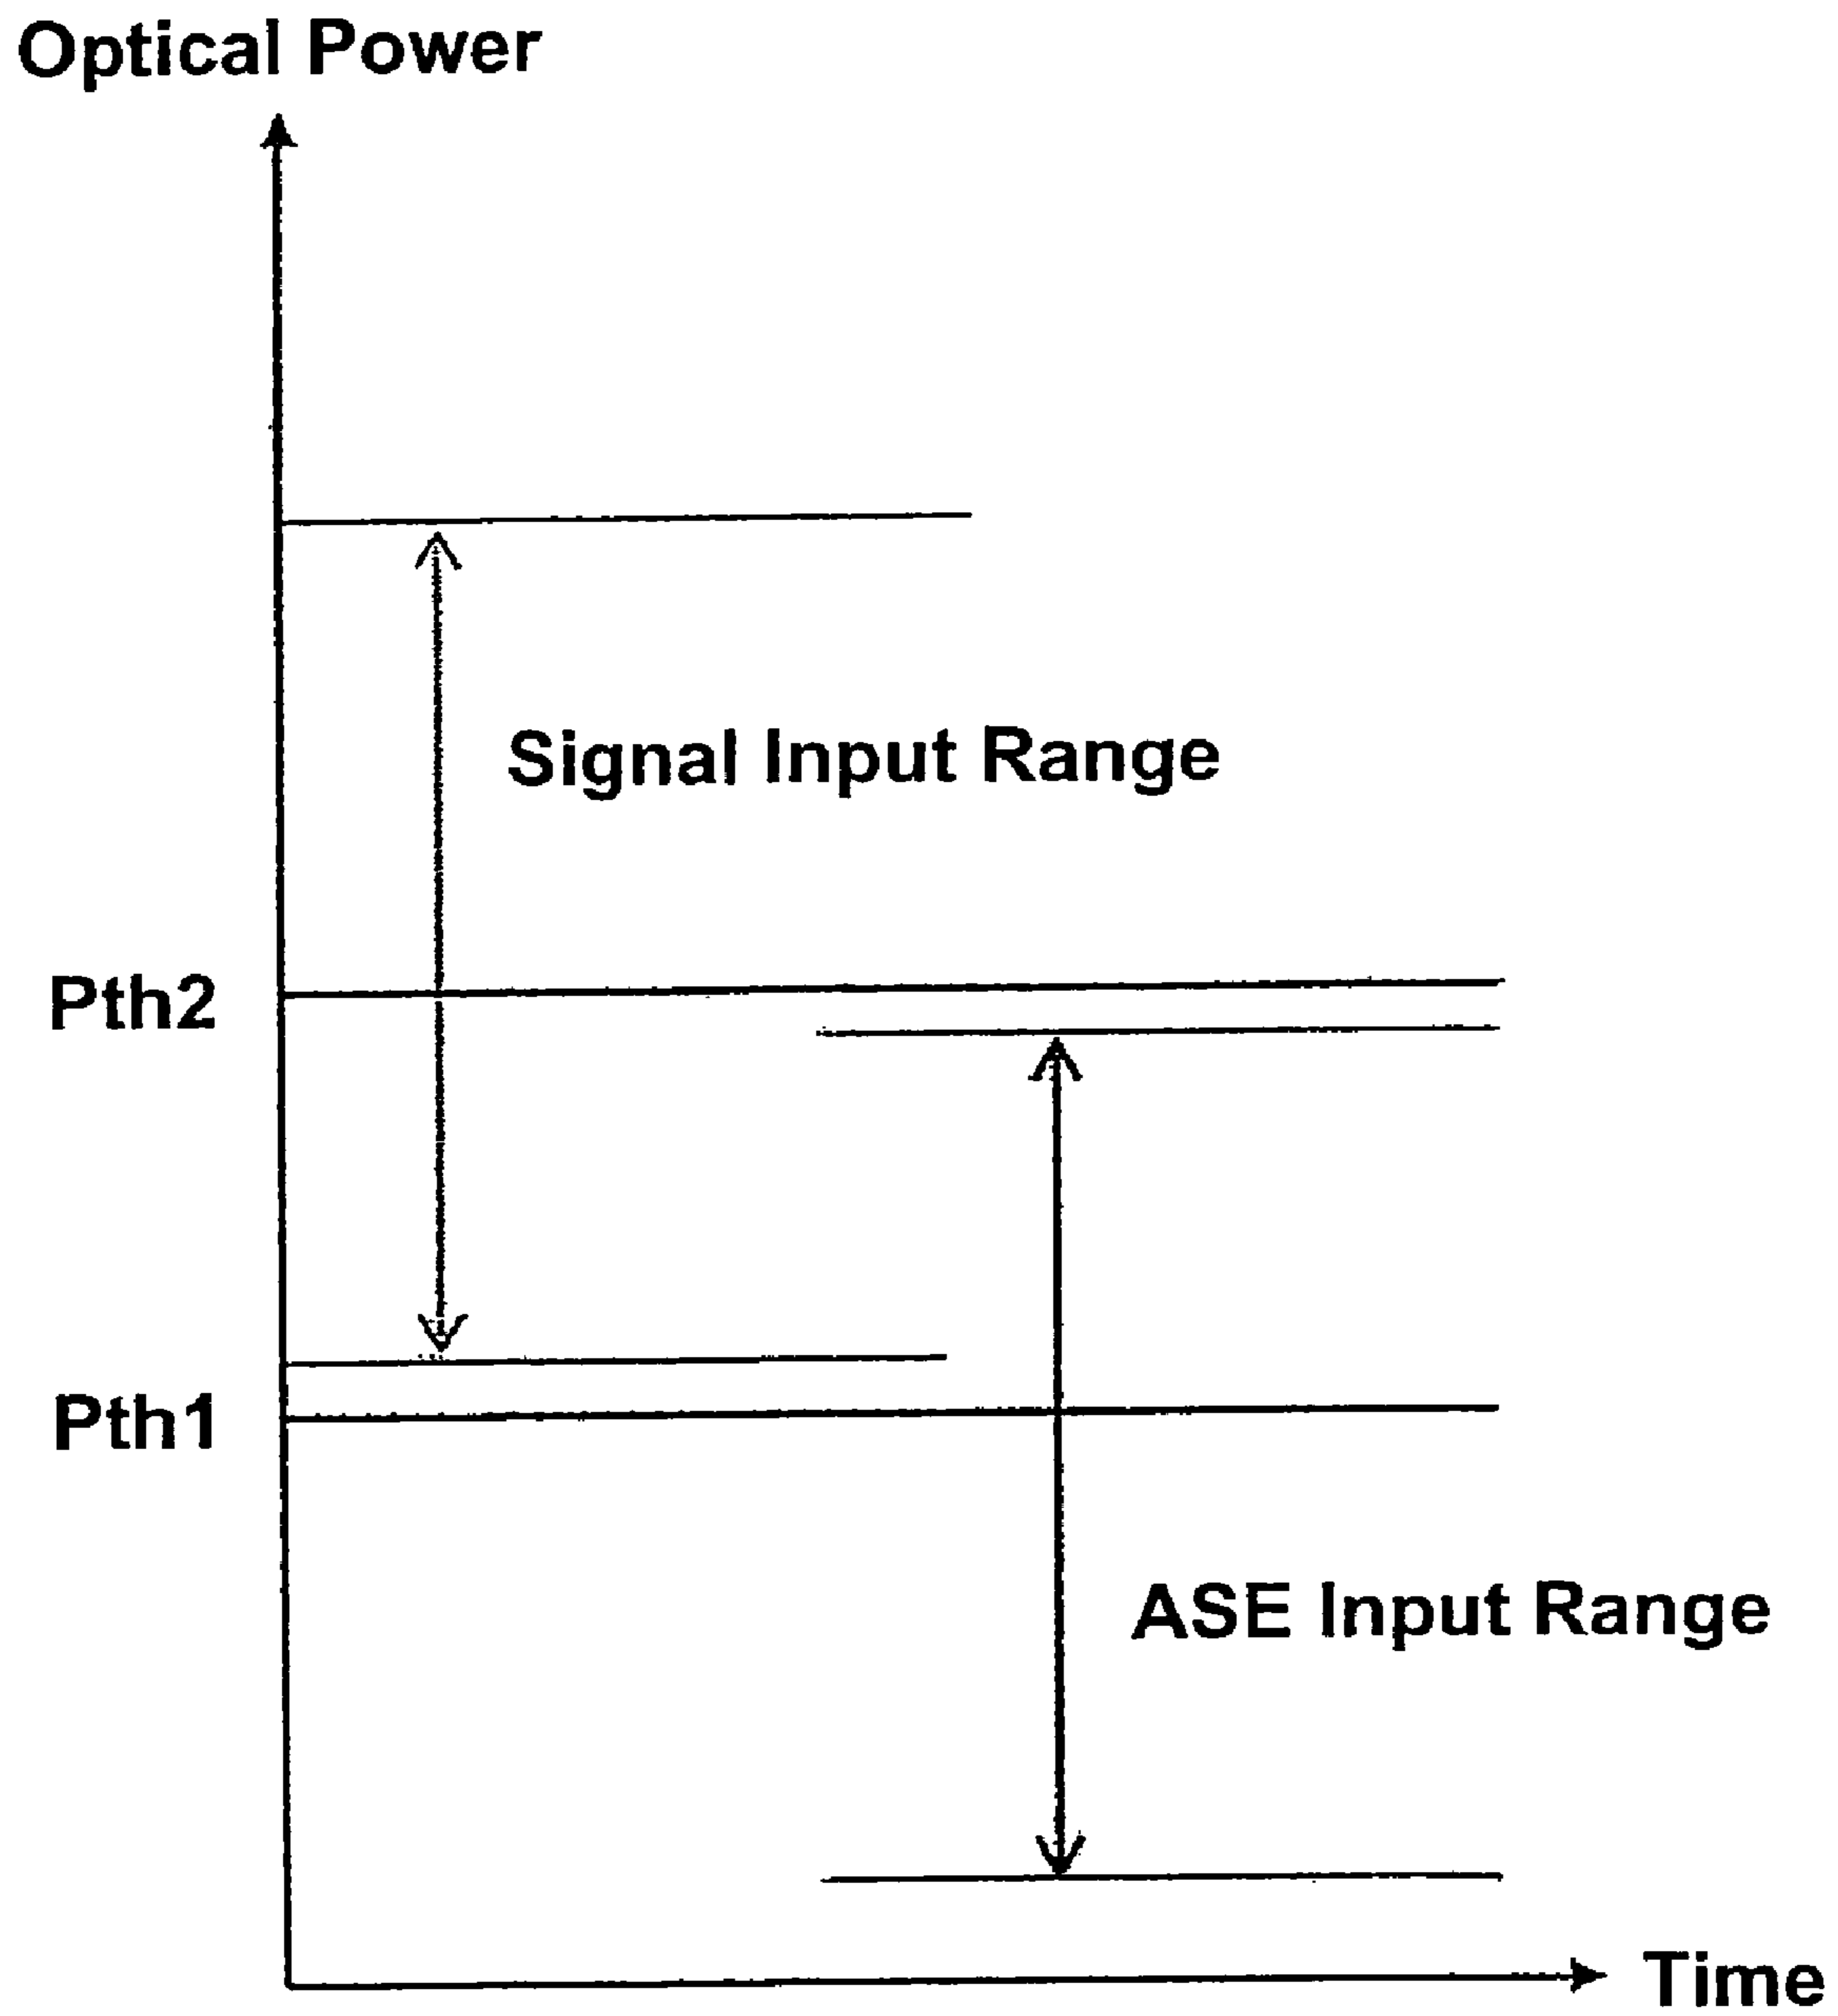 Optical Power
Signal Input Range
Pth2
Pth1
ASE Input Range
Time